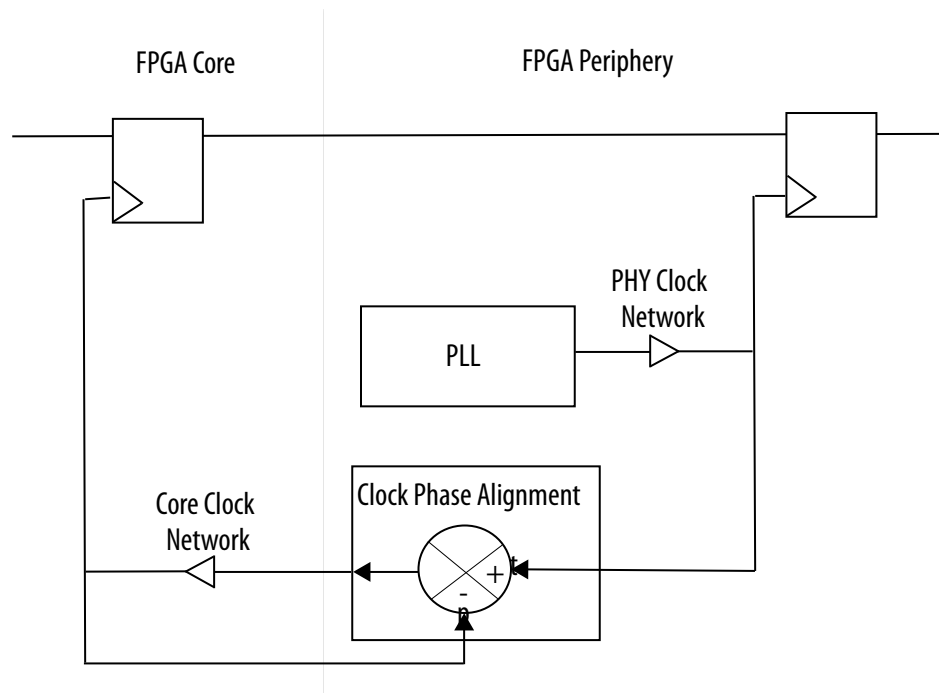 FPGA Core
FPGA Periphery
PHY Clock
Network
PLL
Clock Phase Alignment
Core Clock
Network
+
-